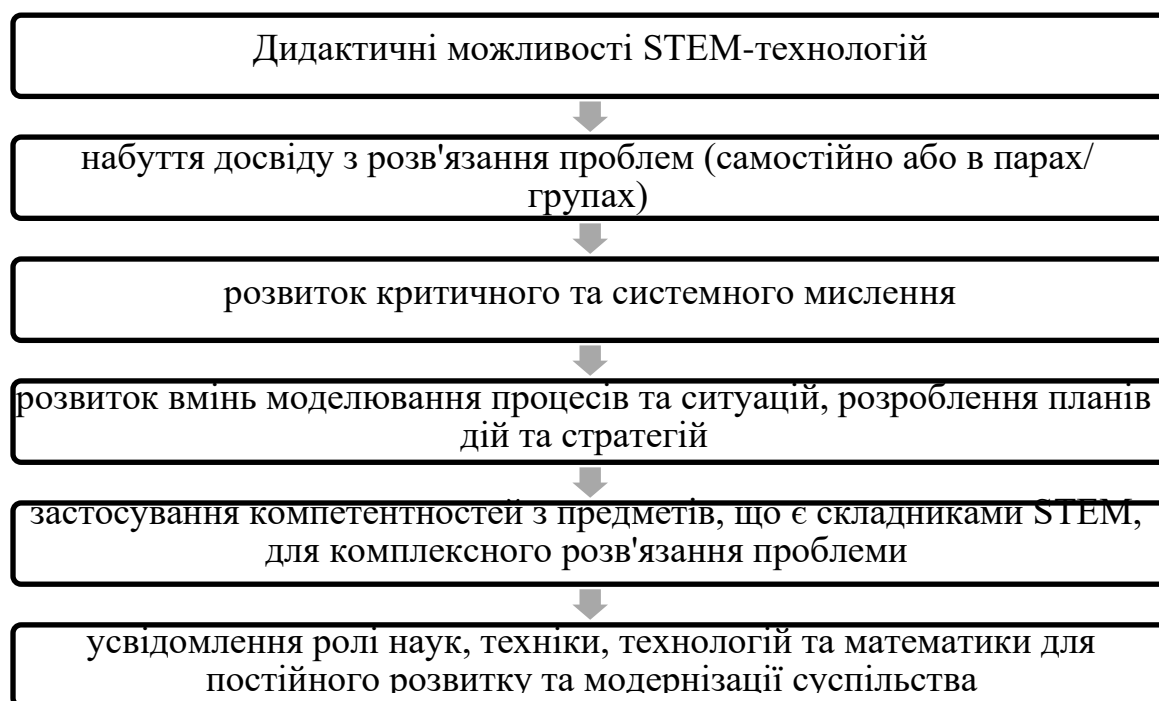 Дидактичні можливості STEM-технологій
набуття досвіду з розв'язання проблем (самостійно або в парах/
групах)
розвиток критичного та системного мислення
розвиток вмінь моделювання процесів та ситуацій, розроблення планів
дій та стратегій
застосування компетентностей з предметів, що є складниками STEM,
для комплексного розв'язання проблеми
усвідомлення ролі наук, техніки, технологій та математики для
постійного розвитку та модернізації суспільства